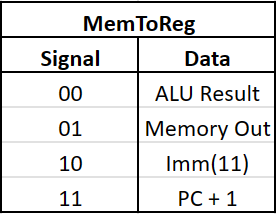 MemToReg
Signal Data
00 ALU Result
01 Memory Out
10 Imm(11)
11 PC + 1